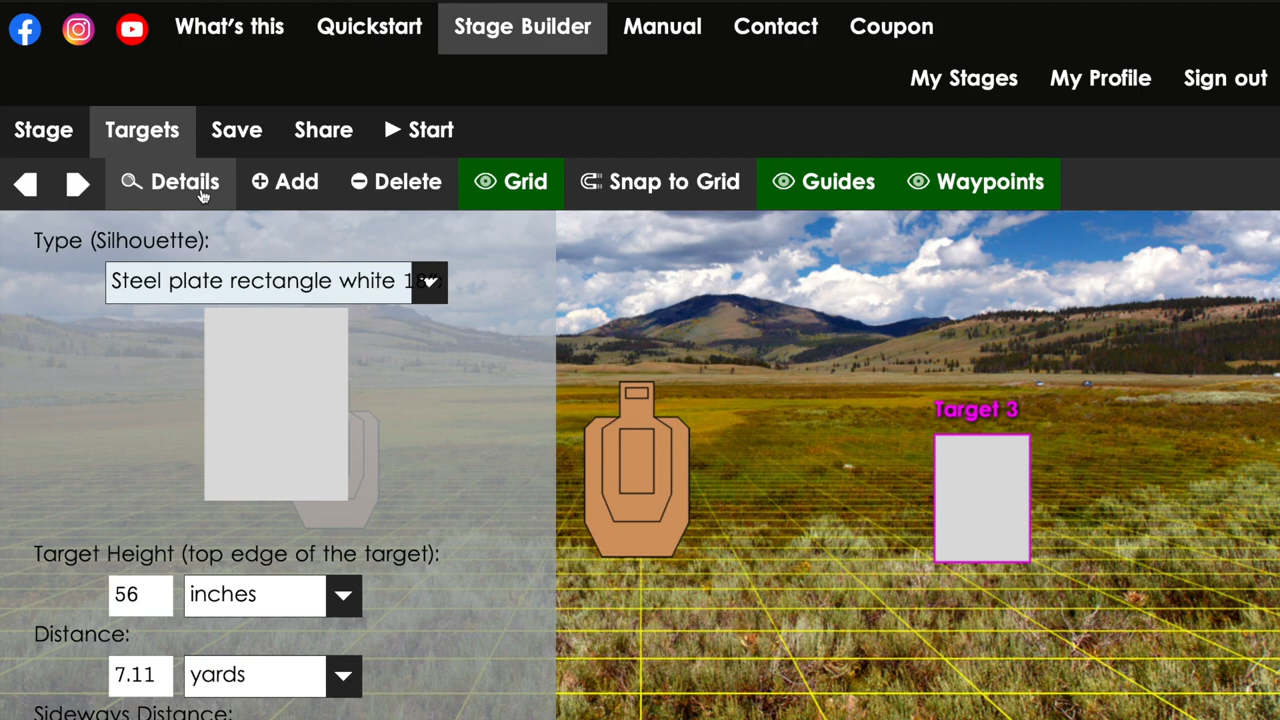 What's this Quickstart Stage Builder Manual Contact Coupon
My Stages My Profile Sign out
Stage Targets Save Share Start
Details Add Delete Grid Snap to Grid Guides Waypoints
Type (Silhouette):
Steel plate rectangle white
Target 3
Target Height (top edge of the target):
56 inches
Distance:
7.11 yards
Sideways Distance: